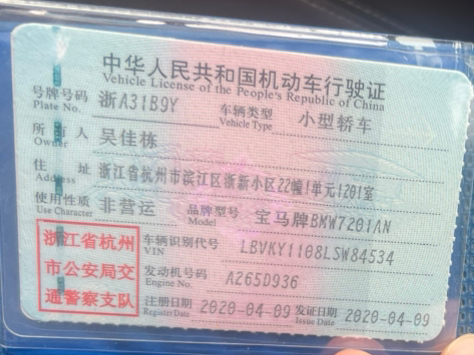 中华人民共和国机动车行驶证
Vehicle License of the People's Republic of China
号牌号码 浙A31B9Y 车辆类型 小型轿车
Plate No. Vehicle Type
所有人 吴佳栋
Owner
住址 浙江省杭州市滨江区浙新小区22幢1单元1201室
Address
使用性质 非营运 品牌型号 宝马牌BMW7201AN
Use Character Model
浙江省杭州
市公安局交
通警察支队
车辆识别代号 LBVKY1108LSW84534
VIN
发动机号码 A265D936
Engine No.
注册日期 2020-04-09 发证日期 2020-04-09
Register Date Issue Date